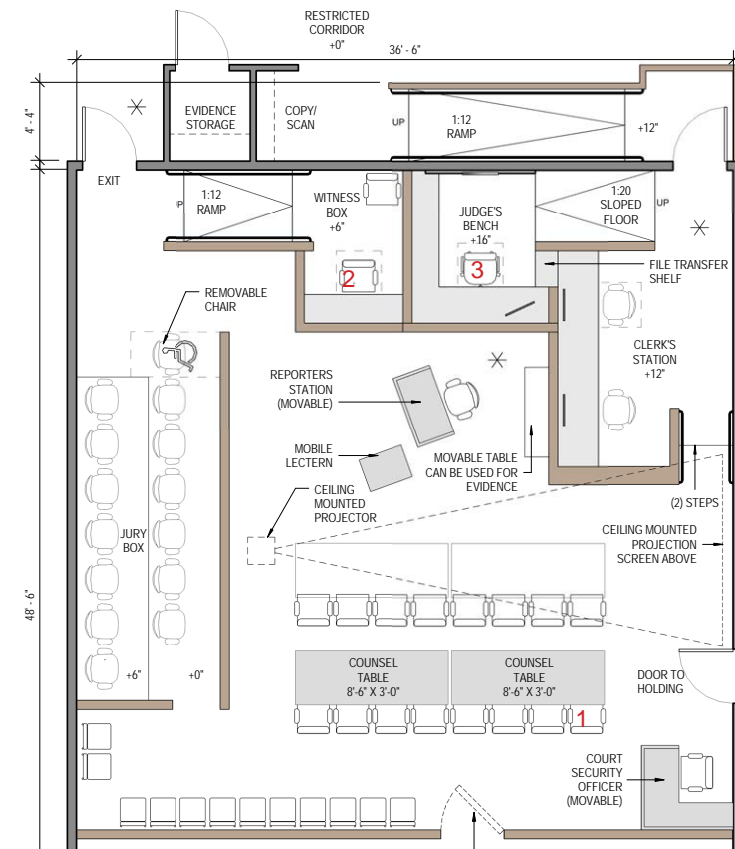 RESTRICTED
CORRIDOR
+0"
36' - 6"
4' - 4"
EVIDENCE
STORAGE
COPY/
SCAN
UP
1:12
RAMP
+12"
EXIT
P
1:12
RAMP
WITNESS
BOX
+6"
JUDGE'S
BENCH
+16"
1:20
SLOPED
FLOOR
UP
2
3
FILE TRANSFER
SHELF
REMOVABLE
CHAIR
CLERK'S
STATION
+12"
REPORTERS
STATION
(MOVABLE)
MOBILE
LECTERN
MOVABLE TABLE
CAN BE USED FOR
EVIDENCE
CEILING
MOUNTED
PROJECTOR
(2) STEPS
CEILING MOUNTED
PROJECTION
SCREEN ABOVE
JURY
BOX
48' - 6"
+6"
+0"
COUNSEL
TABLE
8'-6" X 3'-0"
COUNSEL
TABLE
8'-6" X 3'-0"
DOOR TO
HOLDING
1
COURT
SECURITY
OFFICER
(MOVABLE)